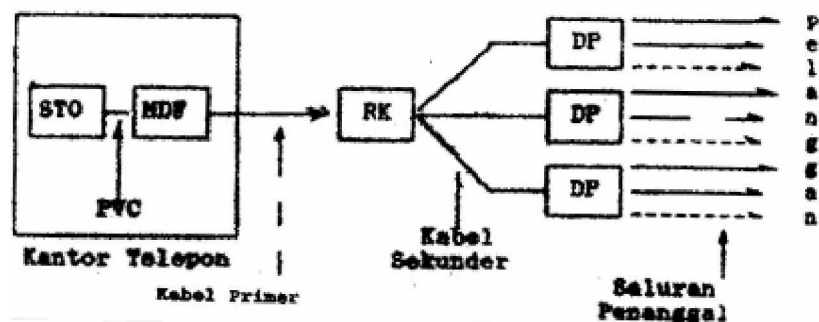 STO
MDF
PVC
Kantor Telepon
Kabel Primer
RK
Kabel
Sekunder
DP
DP
DP
Saluran
Penanggal
p
e
l
a
n
g
g
a
n